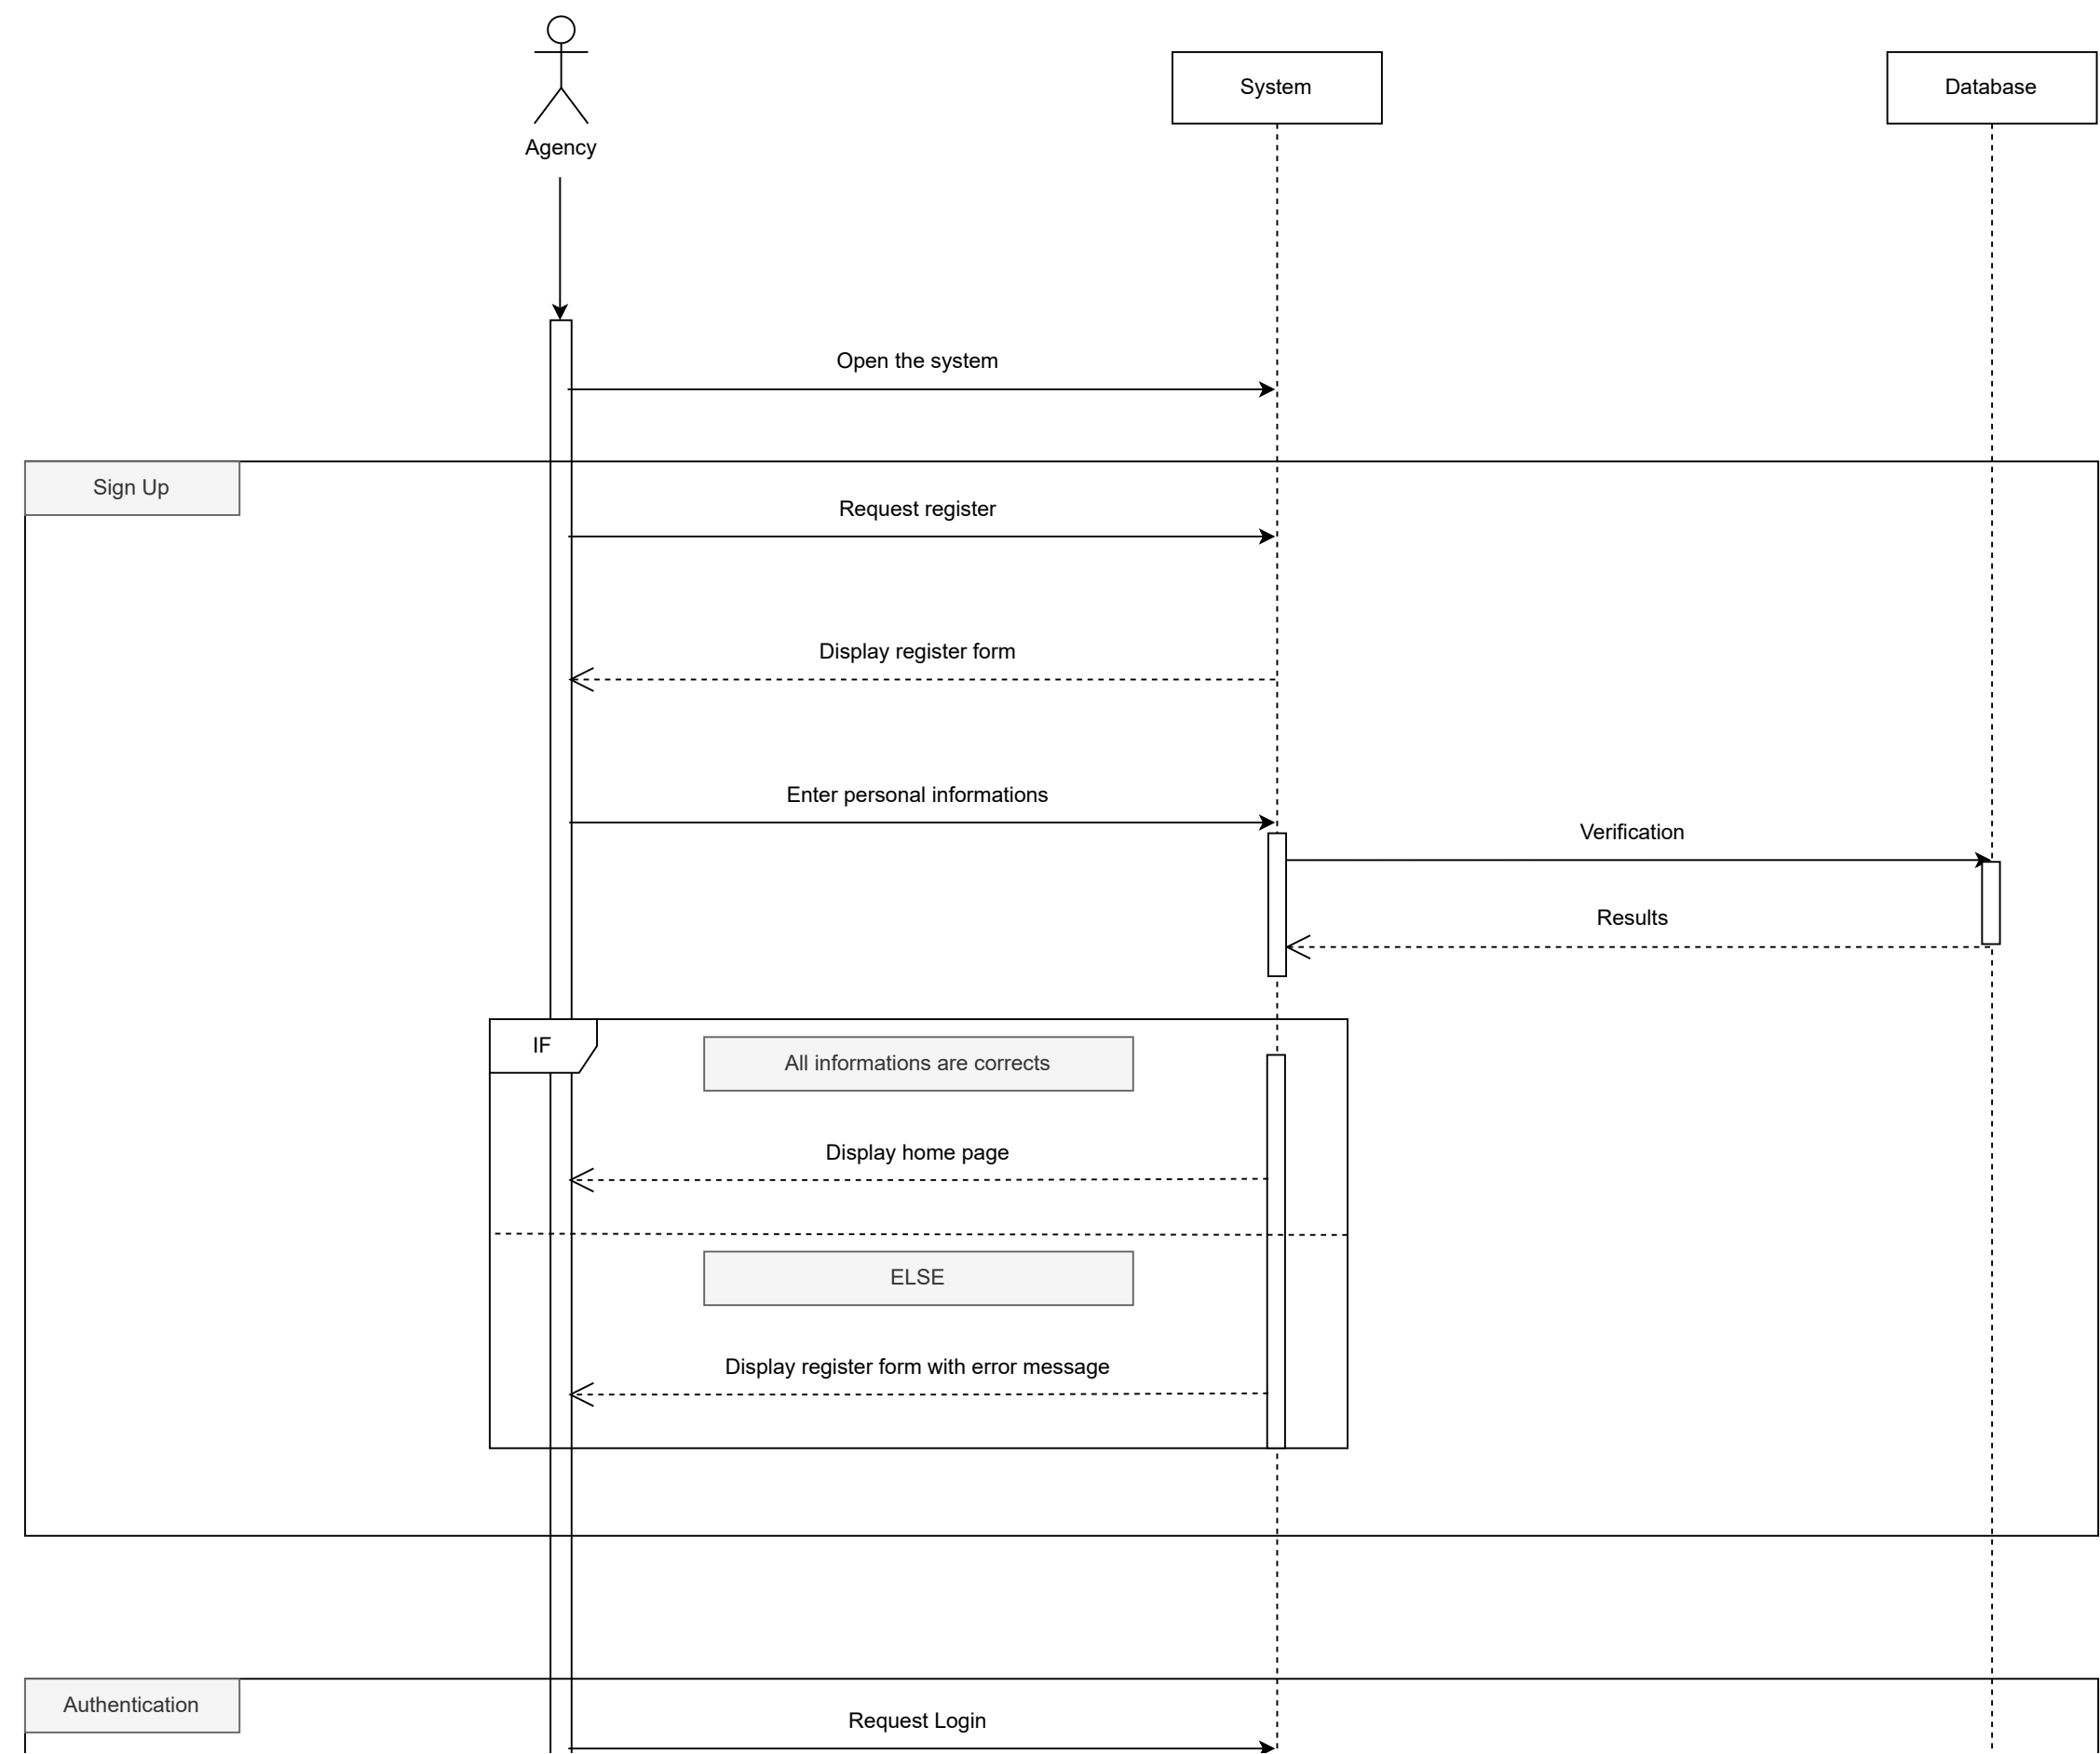 Agency
System
Database
Open the system
Sign Up
Request register
Display register form
Enter personal informations
Verification
Results
IF
All informations are corrects
Display home page
ELSE
Display register form with error message
Authentication
Request Login